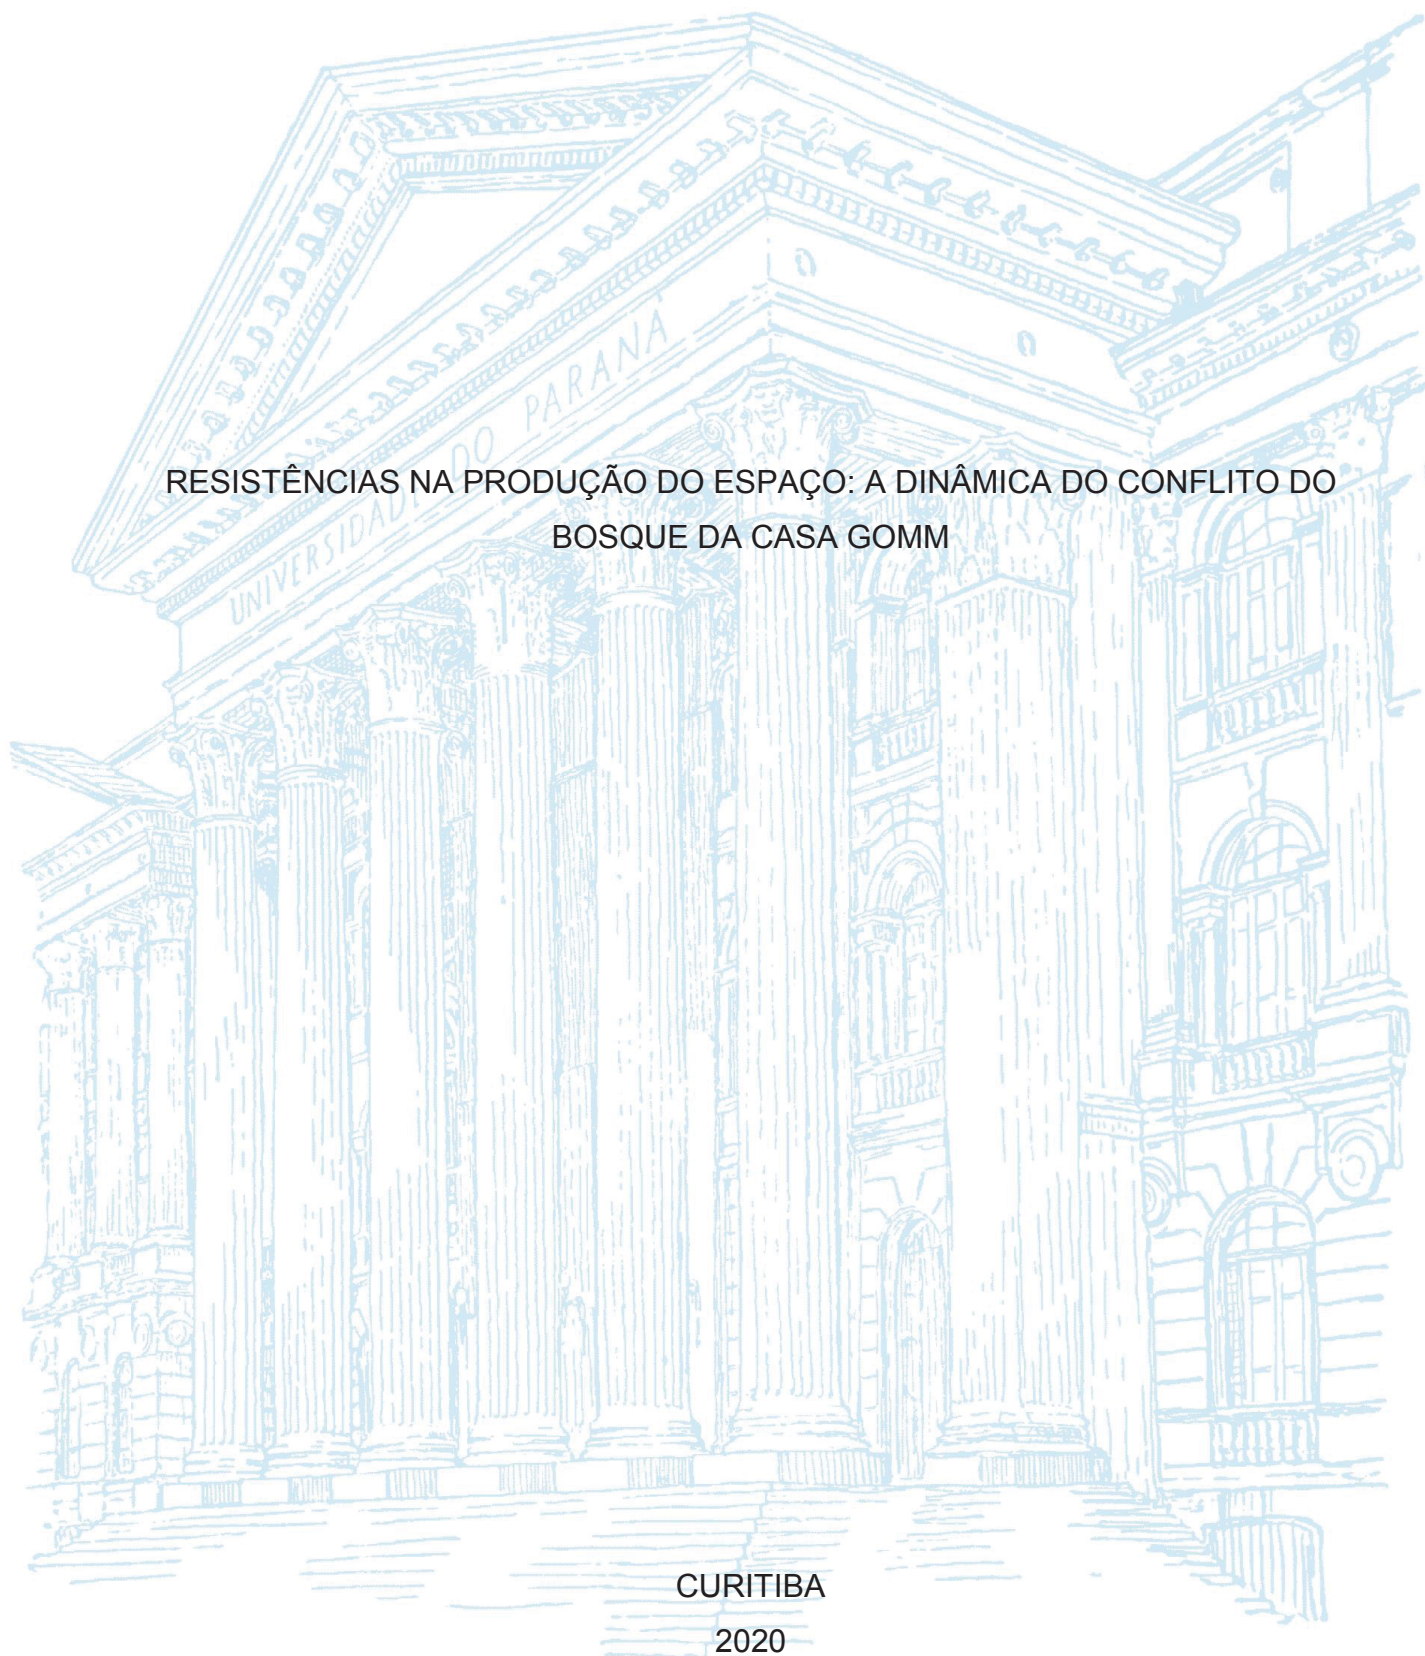 UNIVERSIDADE DO PARANÁ
RESISTÊNCIAS NA PRODUÇÃO DO ESPAÇO: A DINÂMICA DO CONFLITO DO
BOSQUE DA CASA GOMM
CURITIBA
2020